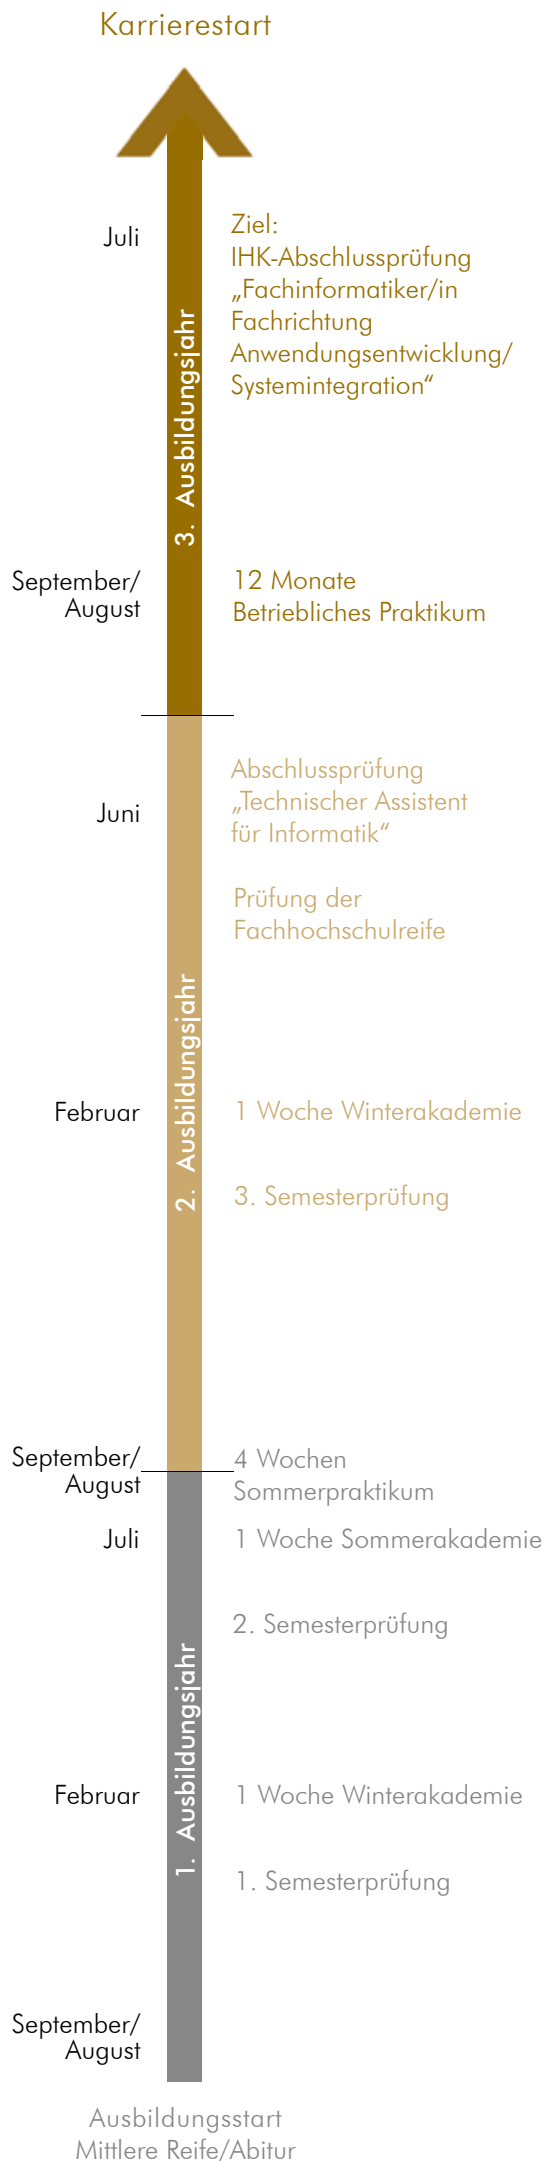 Karrierestart
Juli
Ziel:
IHK-Abschlussprüfung
„Fachinformatiker/in
Fachrichtung
Anwendungsentwicklung/
Systemintegration“
3. Ausbildungsjahr
September/
August
12 Monate
Betriebliches Praktikum
Juni
Abschlussprüfung
„Technischer Assistent
für Informatik“
Prüfung der
Fachhochschulreife
2. Ausbildungsjahr
Februar
1 Woche Winterakademie
3. Semesterprüfung
September/
August
4 Wochen
Sommerpraktikum
Juli
1 Woche Sommerakademie
2. Semesterprüfung
1. Ausbildungsjahr
Februar
1 Woche Winterakademie
1. Semesterprüfung
September/
August
Ausbildungsstart
Mittlere Reife/Abitur